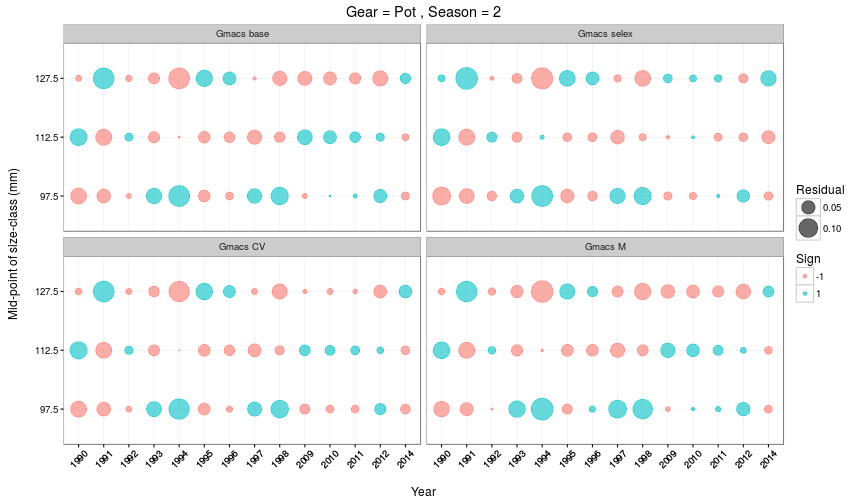 Gear = Pot , Season = 2
Gmacs base
Gmacs selex
127.5
112.5
97.5
Gmacs CV
Gmacs M
127.5
112.5
97.5
1990 1991 1992 1993 1994 1995 1996 1997 1998 2009 2010 2011 2012 2014
1990 1991 1992 1993 1994 1995 1996 1997 1998 2009 2010 2011 2012 2014
Year
Mid-point of size-class (mm)
Residual
0.05
0.10
Sign
-1
1